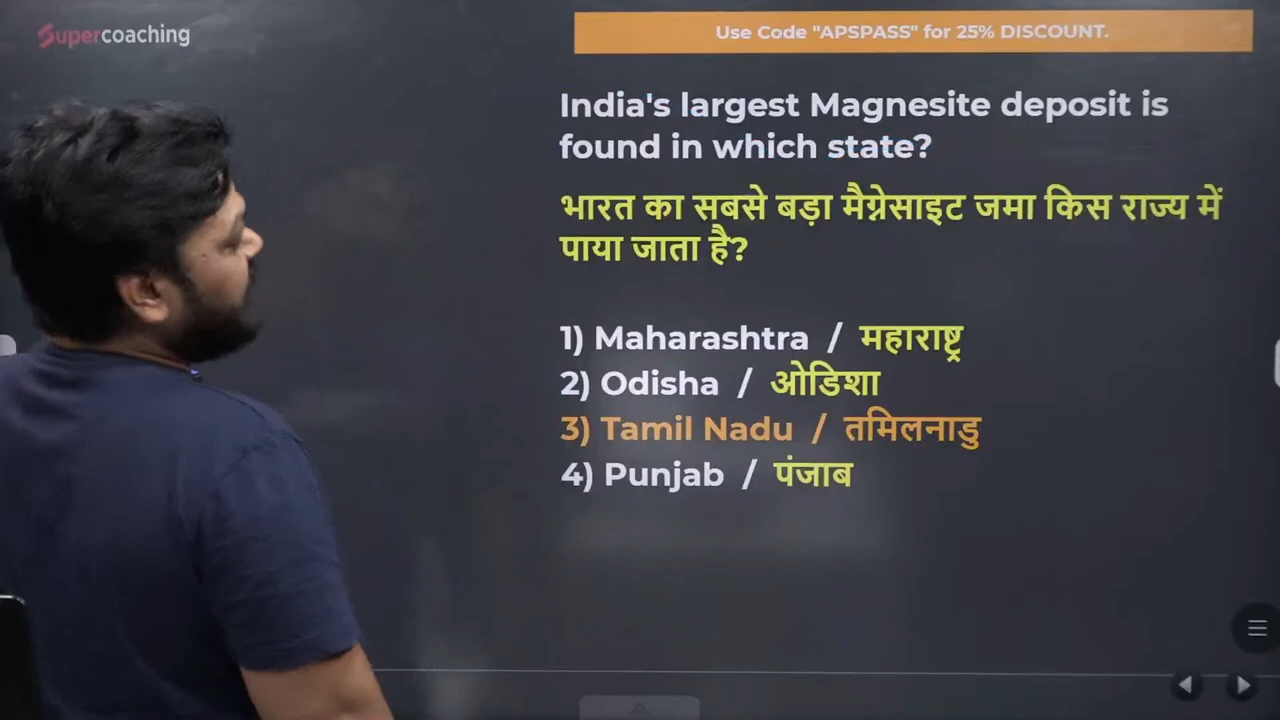 Supercoaching
Use Code "APSPASS" for 25% DISCOUNT.
India's largest Magnesite deposit is
found in which state?
भारत का सबसे बड़ा मैग्नेसाइट जमा किस राज्य में
पाया जाता है?
1) Maharashtra / महाराष्ट्र
2) Odisha / ओडिशा
3) Tamil Nadu / तमिलनाडु
4) Punjab / पंजाब